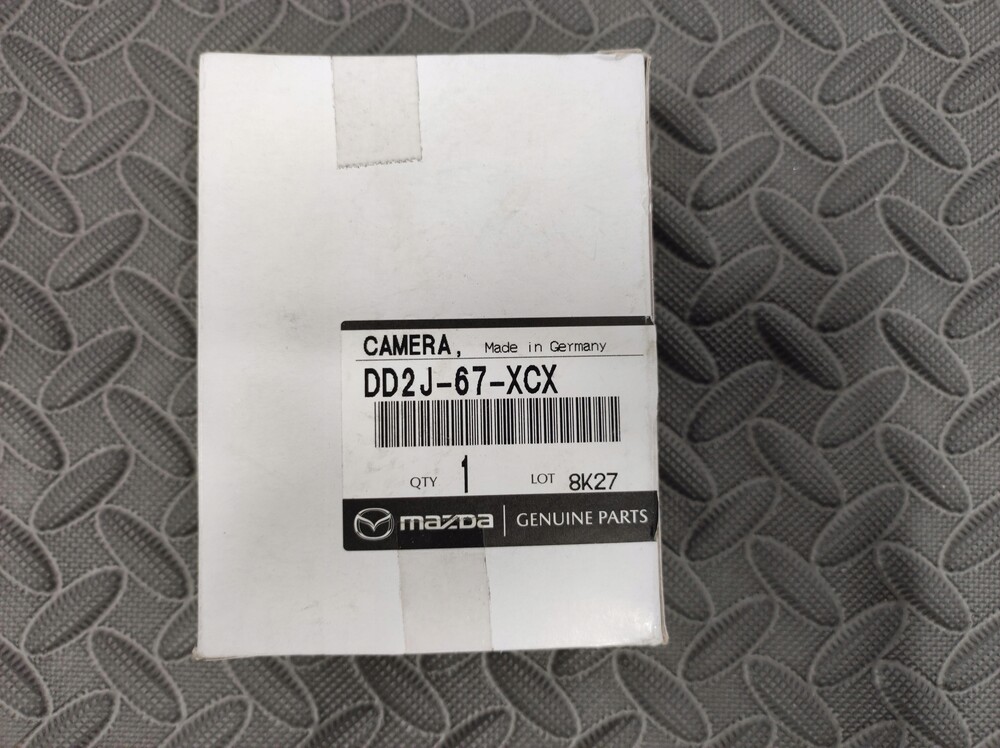 CAMERA, Made in Germany
DD2J-67-XCX
QTY 1 LOT 8K27
mazda GENUINE PARTS